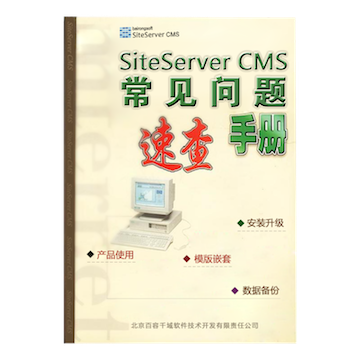 SiteServer CMS
SiteServer CMS
常见问题
速查 手册
◆安装升级
◆产品使用
◆模版嵌套
◆数据备份
北京百容千域软件技术开发有限责任公司
Internet